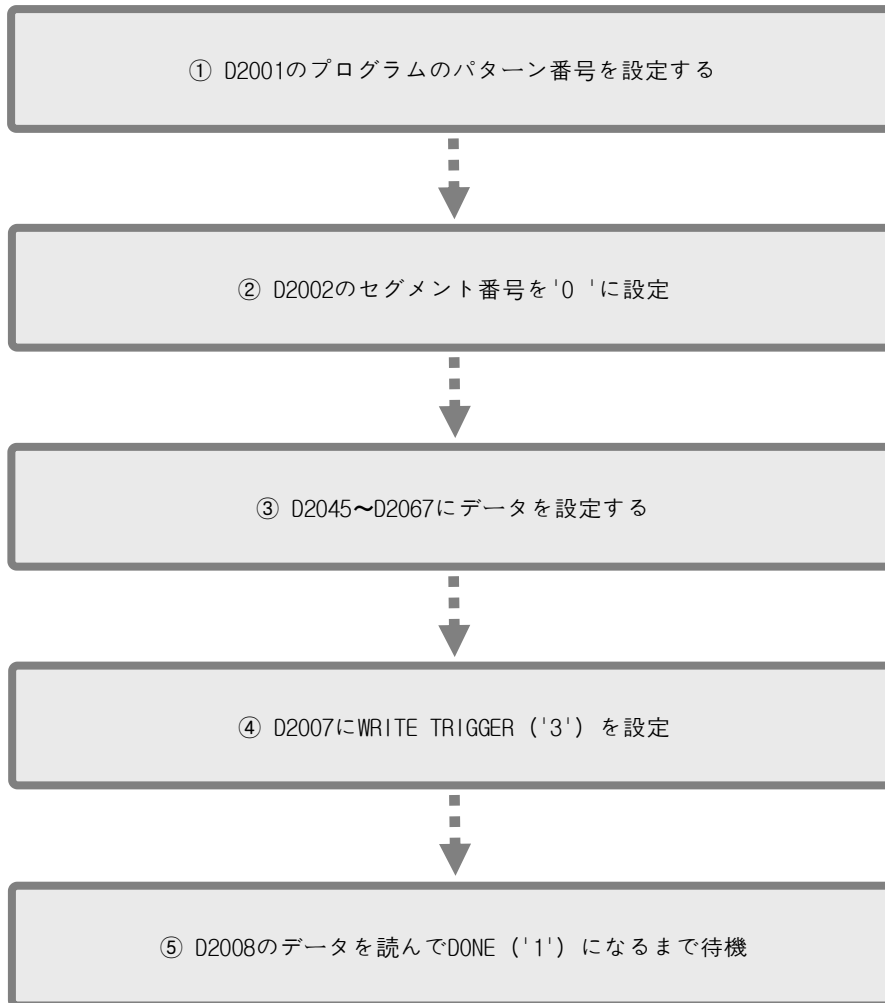 ① D2001のプログラムのパターン番号を設定する
② D2002のセグメント番号を'0 'に設定
③ D2045～D2067にデータを設定する
④ D2007にWRITE TRIGGER ('3') を設定
⑤ D2008のデータを読んでDONE ('1') になるまで待機